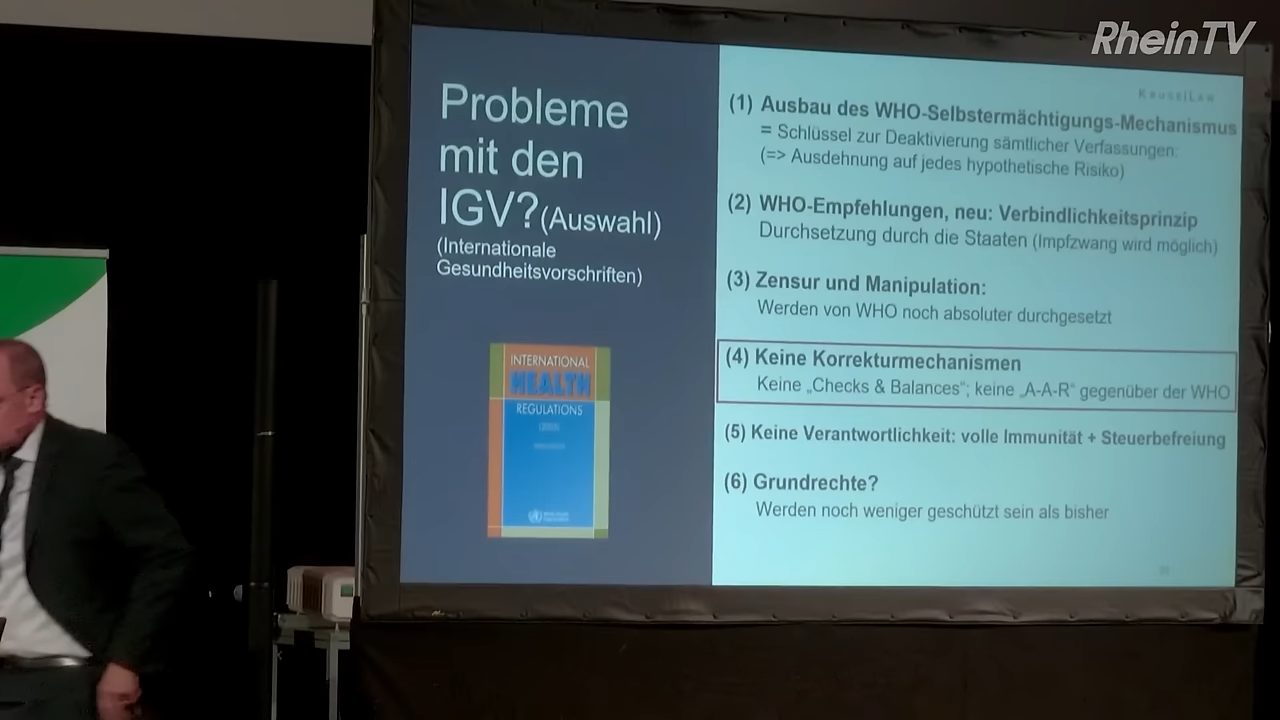 RheinTV
Probleme
mit den
IGV? (Auswahl)
(Internationale
Gesundheitsvorschriften)
INTERNATIONAL
HEALTH
REGULATIONS
KRUSE|LAW
(1) Ausbau des WHO-Selbstermächtigungs-Mechanismus
= Schlüssel zur Deaktivierung sämtlicher Verfassungen:
(=> Ausdehnung auf jedes hypothetische Risiko)
(2) WHO-Empfehlungen, neu: Verbindlichkeitsprinzip
Durchsetzung durch die Staaten (Impfzwang wird möglich)
(3) Zensur und Manipulation:
Werden von WHO noch absoluter durchgesetzt
(4) Keine Korrekturmechanismen
Keine „Checks & Balances“; keine „A-A-R“ gegenüber der WHO
(5) Keine Verantwortlichkeit: volle Immunität + Steuerbefreiung
(6) Grundrechte?
Werden noch weniger geschützt sein als bisher